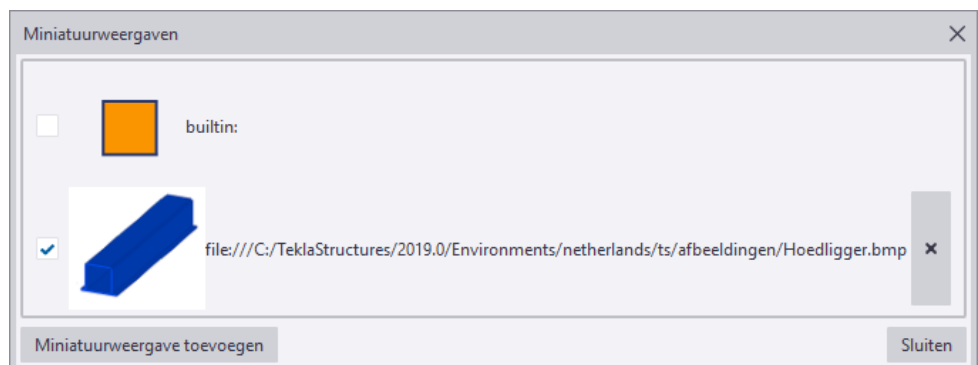 Miniatuurweergaven
builtin:
file:///C:/TeklaStructures/2019.0/Environments/netherlands/ts/afbeeldingen/Hoedligger.bmp
Miniatuurweergave toevoegen
Sluiten